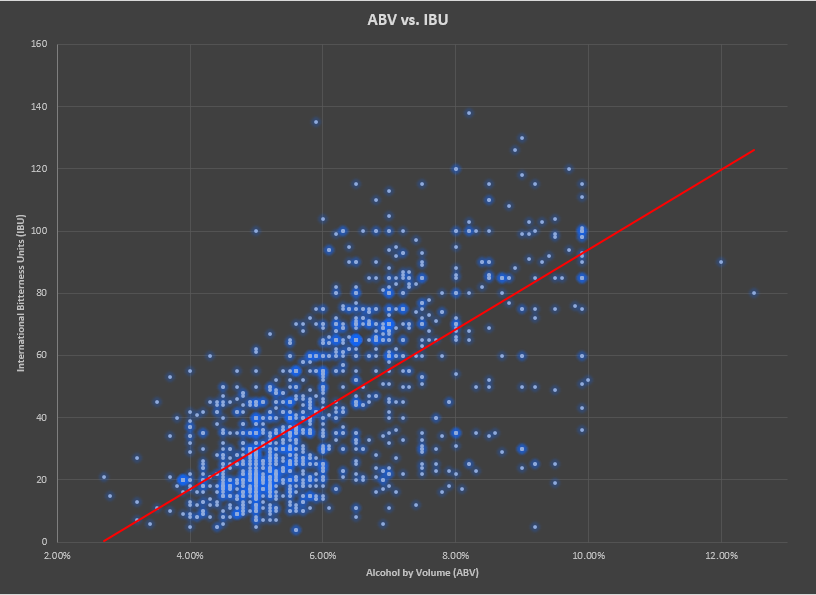 ABV vs. IBU
160
140
120
100
80
60
40
20
0
International Bitterness Units (IBU)
2.00% 4.00% 6.00% 8.00% 10.00% 12.00%
Alcohol by Volume (ABV)